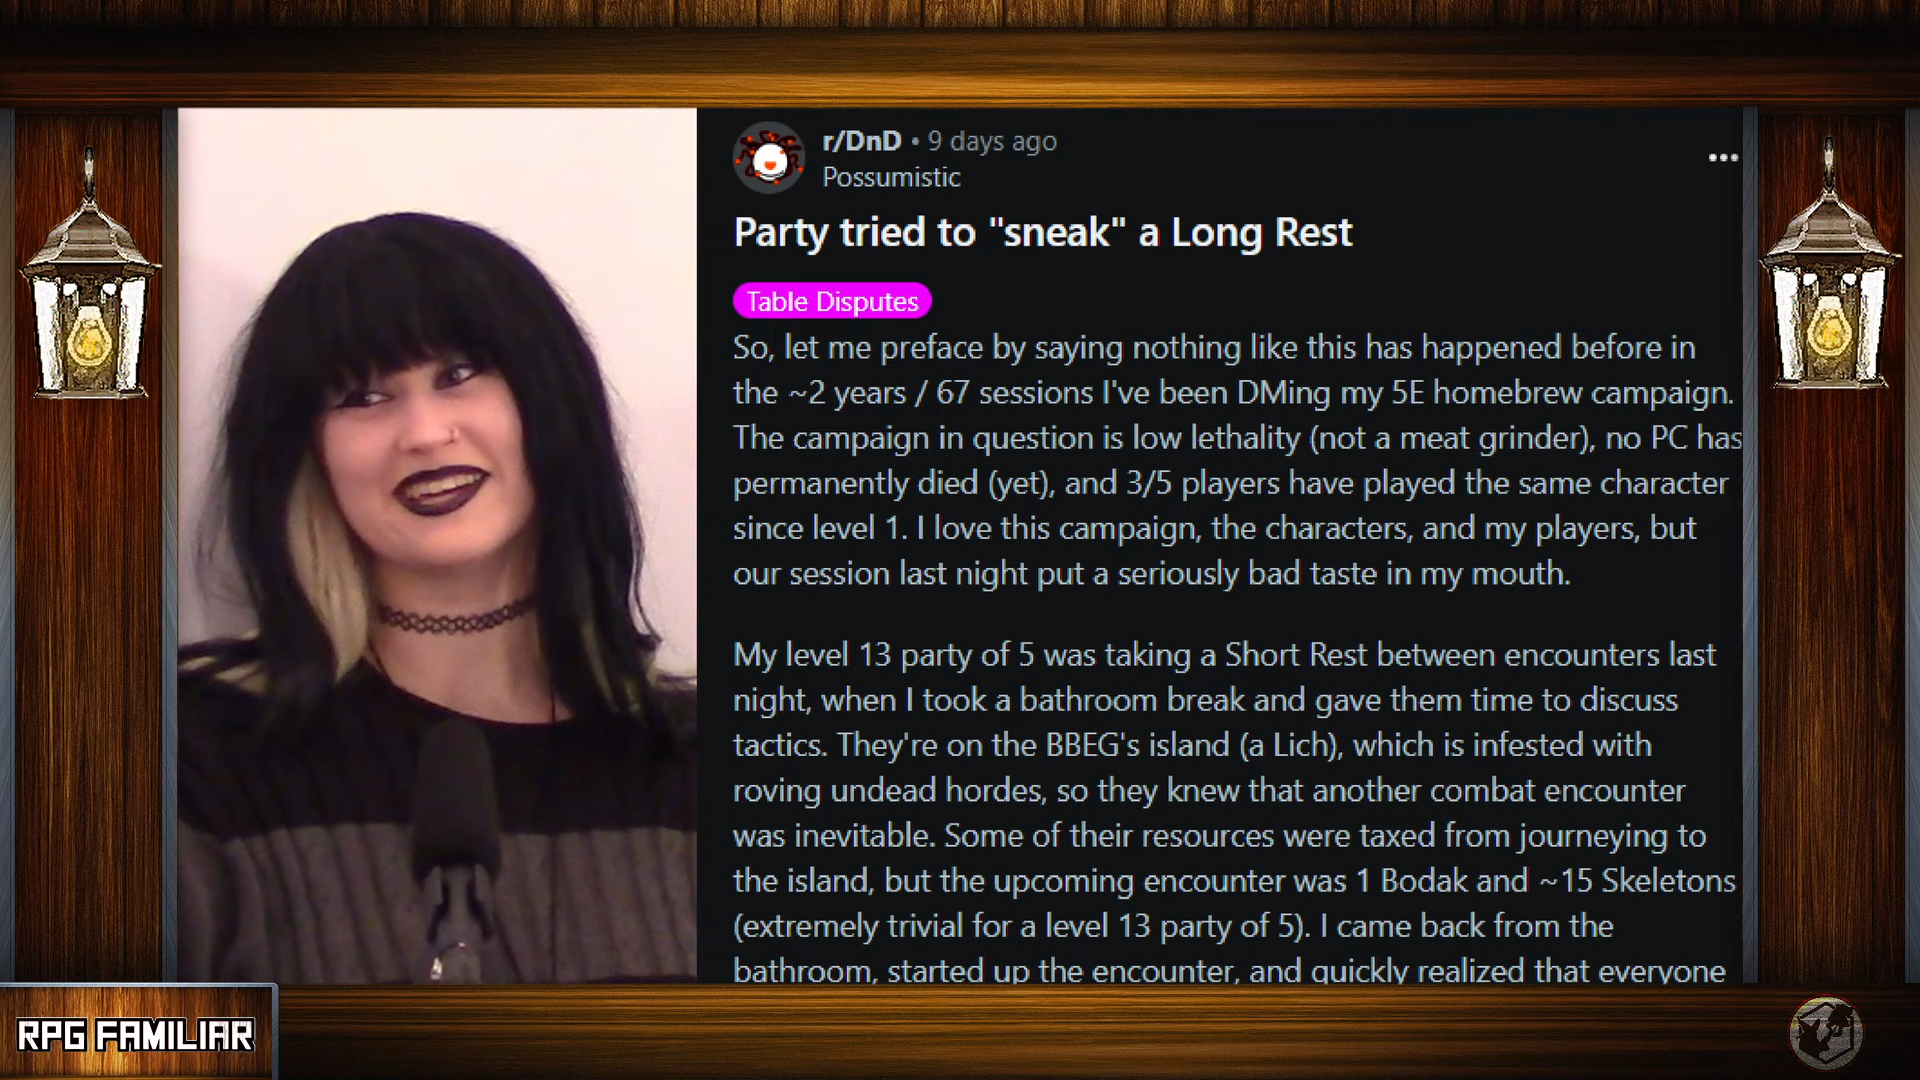 r/DnD • 9 days ago
Possumistic
Party tried to "sneak" a Long Rest
Table Disputes
So, let me preface by saying nothing like this has happened before in
the ~2 years / 67 sessions I've been DMing my 5E homebrew campaign.
The campaign in question is low lethality (not a meat grinder), no PC has
permanently died (yet), and 3/5 players have played the same character
since level 1. I love this campaign, the characters, and my players, but
our session last night put a seriously bad taste in my mouth.
My level 13 party of 5 was taking a Short Rest between encounters last
night, when I took a bathroom break and gave them time to discuss
tactics. They're on the BBEG's island (a Lich), which is infested with
roving undead hordes, so they knew that another combat encounter
was inevitable. Some of their resources were taxed from journeying to
the island, but the upcoming encounter was 1 Bodak and ~15 Skeletons
(extremely trivial for a level 13 party of 5). I came back from the
bathroom, started up the encounter, and quickly realized that everyone
RPG FAMILIAR